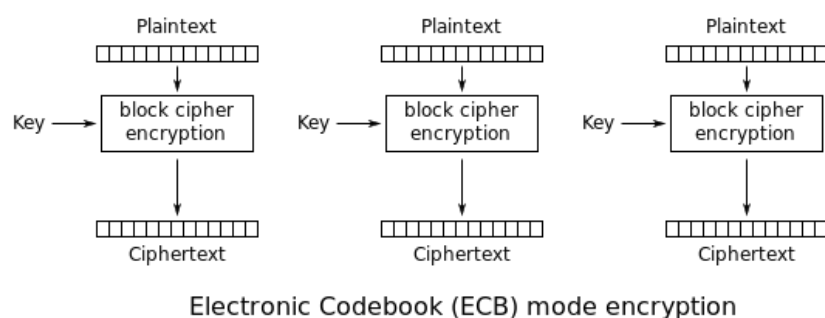 Plaintext Plaintext Plaintext
Key block cipher encryption Key block cipher encryption Key block cipher encryption
Ciphertext Ciphertext Ciphertext
Electronic Codebook (ECB) mode encryption